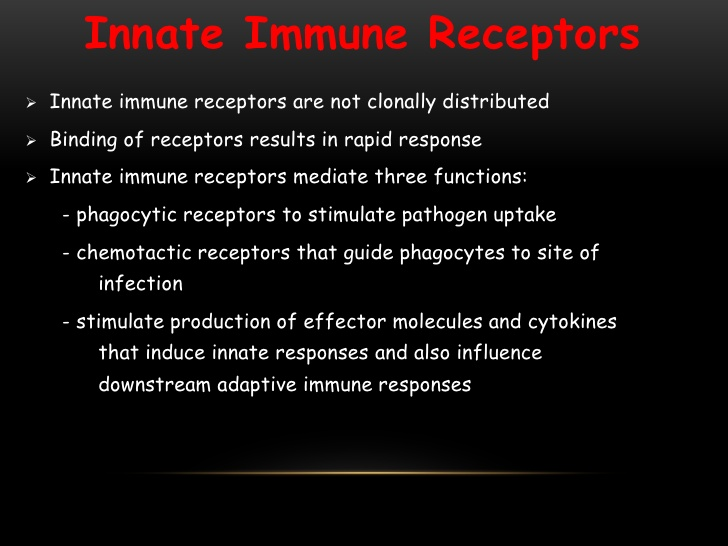 Innate Immune Receptors
➢ Innate immune receptors are not clonally distributed
➢ Binding of receptors results in rapid response
➢ Innate immune receptors mediate three functions:
- phagocytic receptors to stimulate pathogen uptake
- chemotactic receptors that guide phagocytes to site of
infection
- stimulate production of effector molecules and cytokines
that induce innate responses and also influence
downstream adaptive immune responses